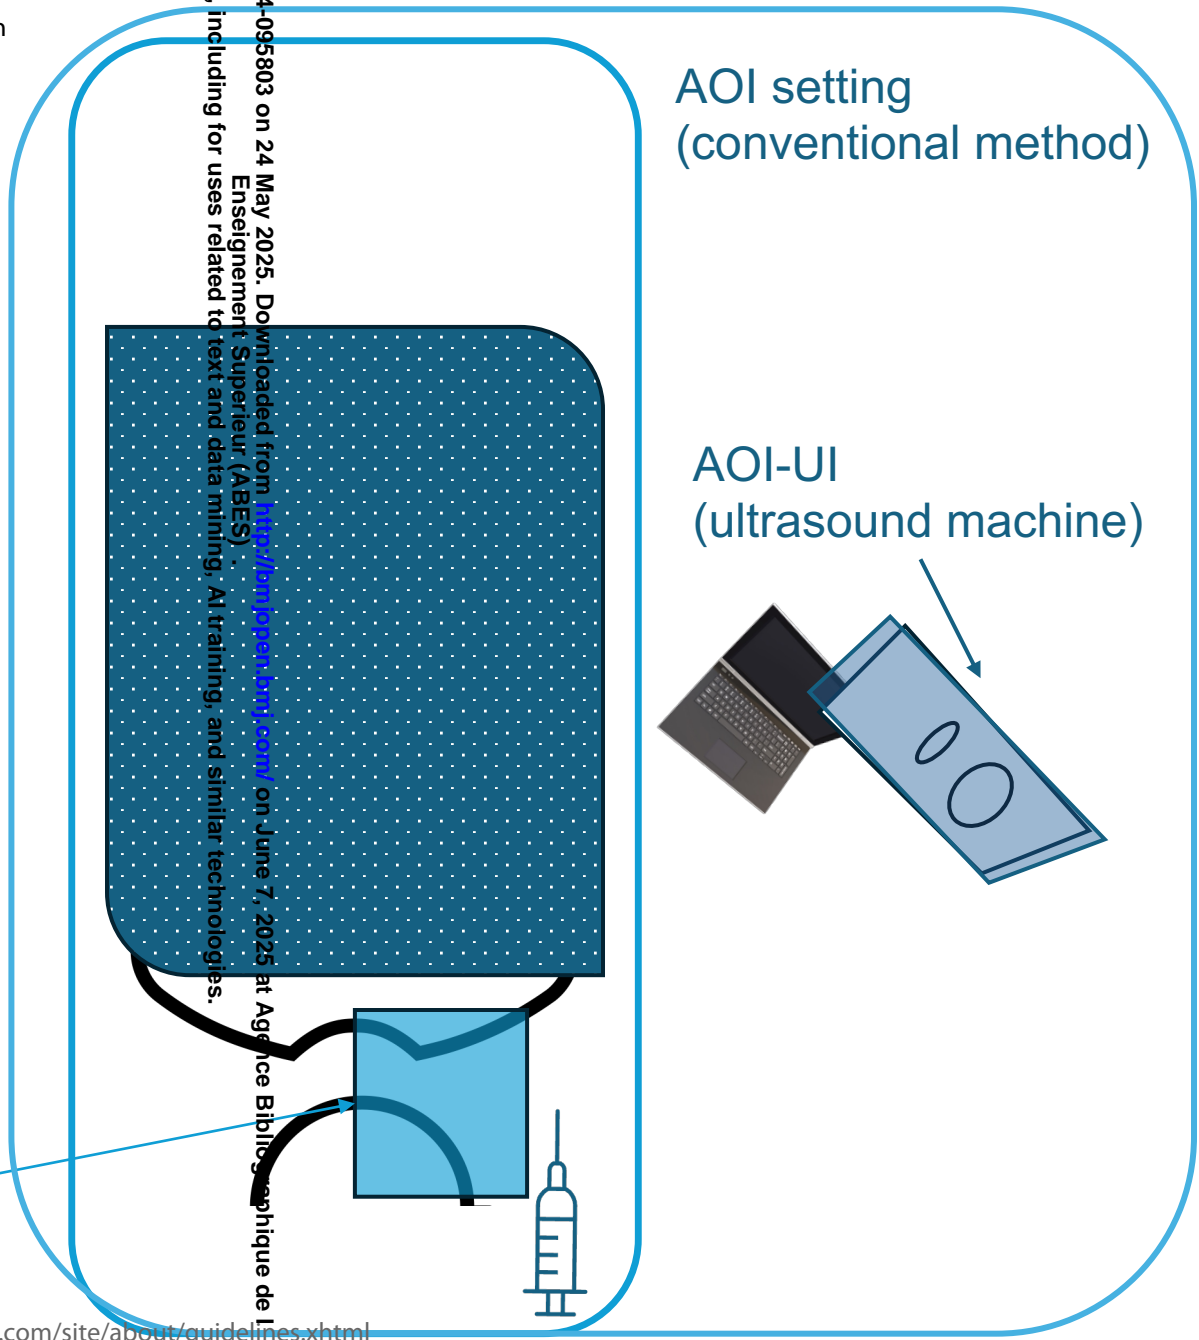 n
AOI setting
(conventional method)
AOI-UI
(ultrasound machine)
4-095803 on 24 May 2025. Downloaded from http://bmjopen.bmj.com/ on June 7, 2025 at Agence Bibliographique de l
Enseignement Superieur (ABES) .
, including for uses related to text and data mining, AI training, and similar technologies.
.com/site/about/guidelines.xhtml